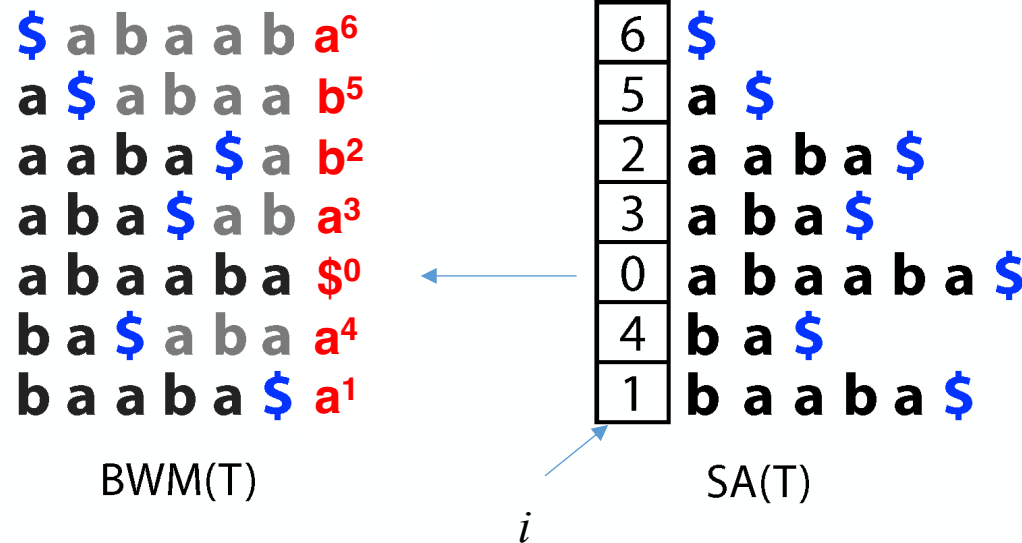 $ a b a a b a⁶ 6 $
a $ a b a a b⁵ 5 a $
a a b a $ a b² 2 a a b a $
a b a $ a b a³ 3 a b a $
a b a a b a $⁰ 0 a b a a b a $
b a $ a b a a⁴ 4 b a $
b a a b a $ a¹ 1 b a a b a $
BWM(T) SA(T)
i